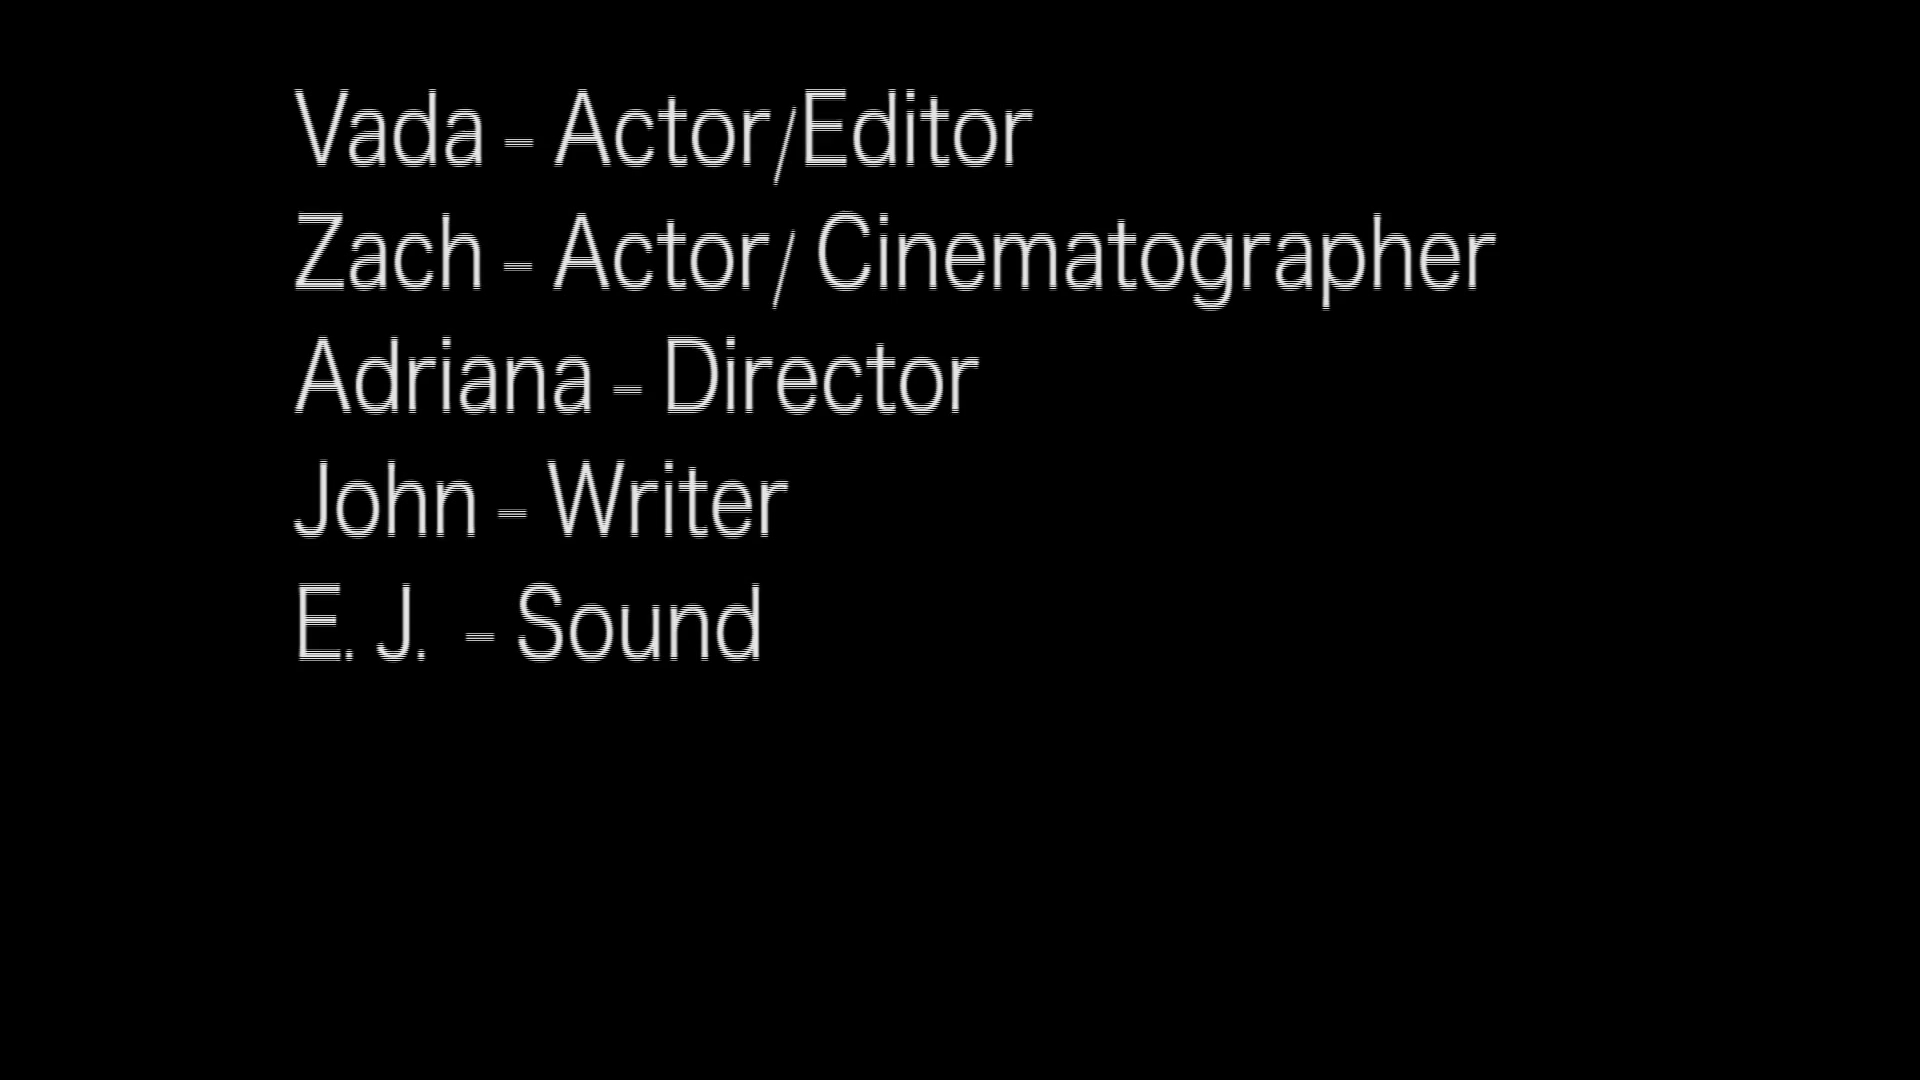 Vada - Actor/Editor
Zach - Actor/ Cinematographer
Adriana - Director
John - Writer
E. J.  - Sound